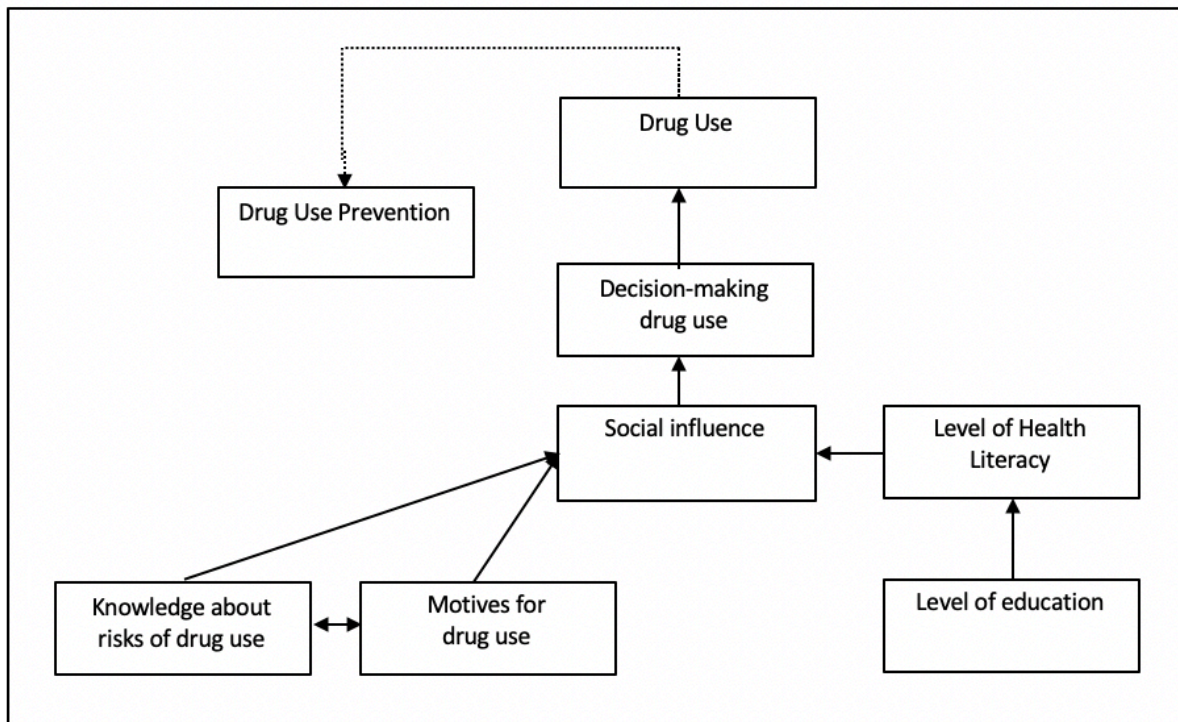 Drug Use
Drug Use Prevention
Decision-making
drug use
Social influence
Level of Health
Literacy
Knowledge about
risks of drug use
Motives for
drug use
Level of education